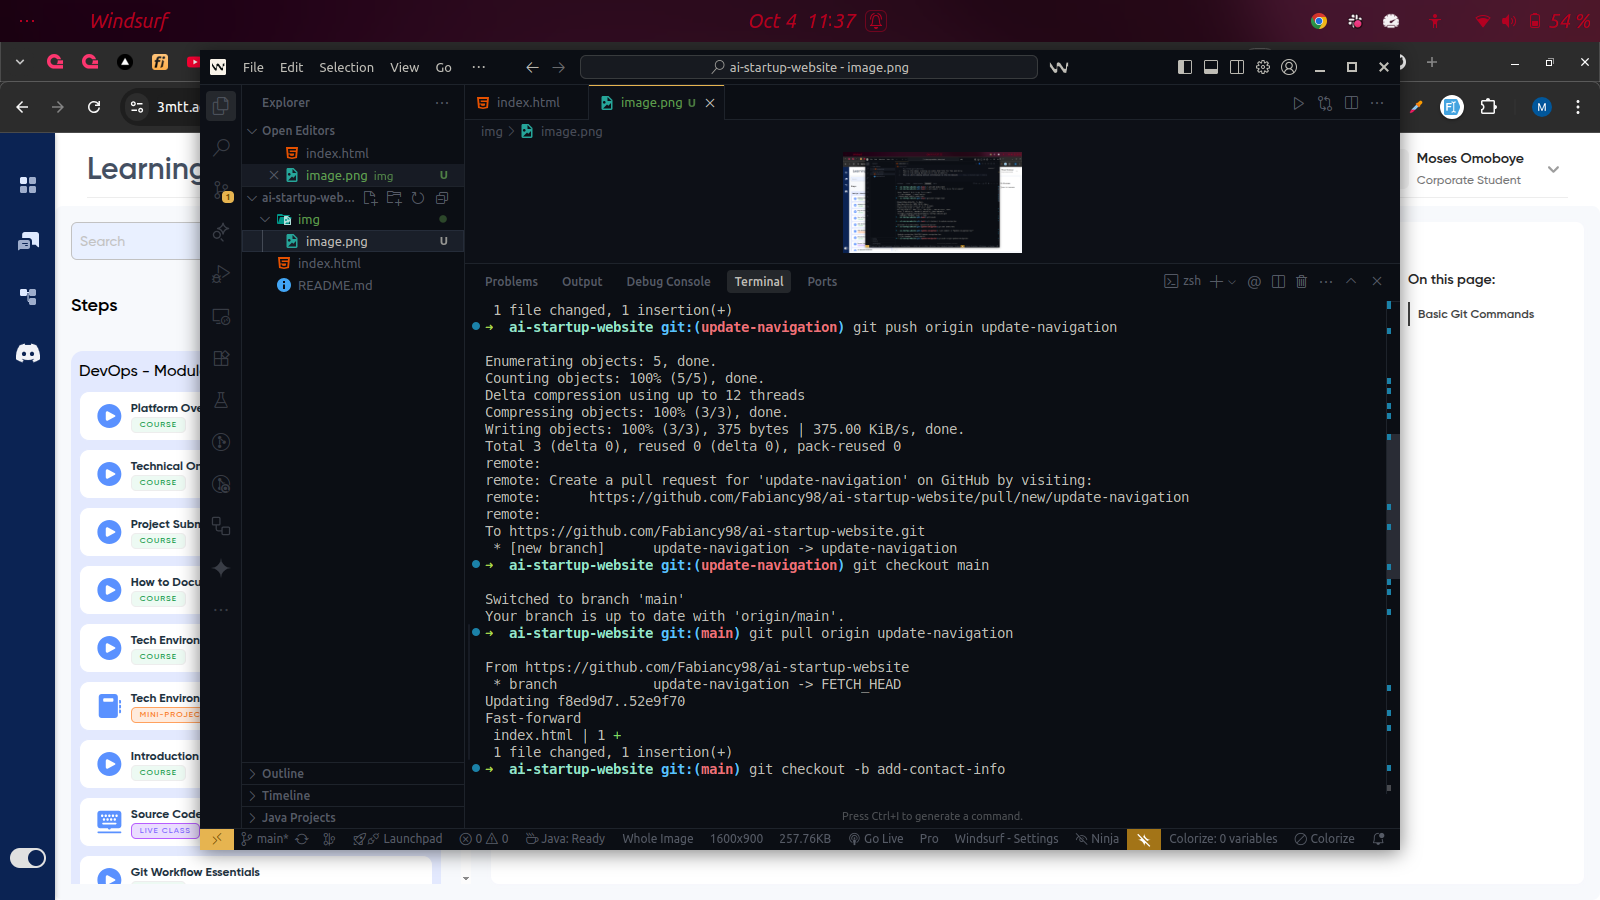 Windsurf
Oct 4 11:37
54 %
3mtt.a
Learning
Search
Steps
DevOps - Modul
Platform Ove
COURSE
Technical Or
COURSE
Project Subn
COURSE
How to Docu
COURSE
Tech Environ
COURSE
Tech Environ
MINI-PROJEC
Introduction
COURSE
Source Code
LIVE CLASS
Git Workflow Essentials
Moses Omoboye
Corporate Student
M
On this page:
Basic Git Commands
File Edit Selection View Go ···
ai-startup-website - image.png
Explorer
Open Editors
index.html
image.png img U
ai-startup-web...
img
image.png U
index.html
README.md
Outline
Timeline
Java Projects
1
index.html
image.png U
img > image.png
Problems Output Debug Console Terminal Ports
zsh
1 file changed, 1 insertion(+)
➜ ai-startup-website git:(update-navigation) git push origin update-navigation
Enumerating objects: 5, done.
Counting objects: 100% (5/5), done.
Delta compression using up to 12 threads
Compressing objects: 100% (3/3), done.
Writing objects: 100% (3/3), 375 bytes | 375.00 KiB/s, done.
Total 3 (delta 0), reused 0 (delta 0), pack-reused 0
remote:
remote: Create a pull request for 'update-navigation' on GitHub by visiting:
remote:      https://github.com/Fabiancy98/ai-startup-website/pull/new/update-navigation
remote:
To https://github.com/Fabiancy98/ai-startup-website.git
* [new branch]      update-navigation -> update-navigation
➜ ai-startup-website git:(update-navigation) git checkout main
Switched to branch 'main'
Your branch is up to date with 'origin/main'.
➜ ai-startup-website git:(main) git pull origin update-navigation
From https://github.com/Fabiancy98/ai-startup-website
* branch            update-navigation -> FETCH_HEAD
Updating f8ed9d7..52e9f70
Fast-forward
index.html | 1 +
1 file changed, 1 insertion(+)
➜ ai-startup-website git:(main) git checkout -b add-contact-info
Press Ctrl+I to generate a command.
main* Launchpad 0 0 Java: Ready Whole Image 1600x900 257.76KB Go Live Pro Windsurf - Settings Ninja Colorize: 0 variables Colorize